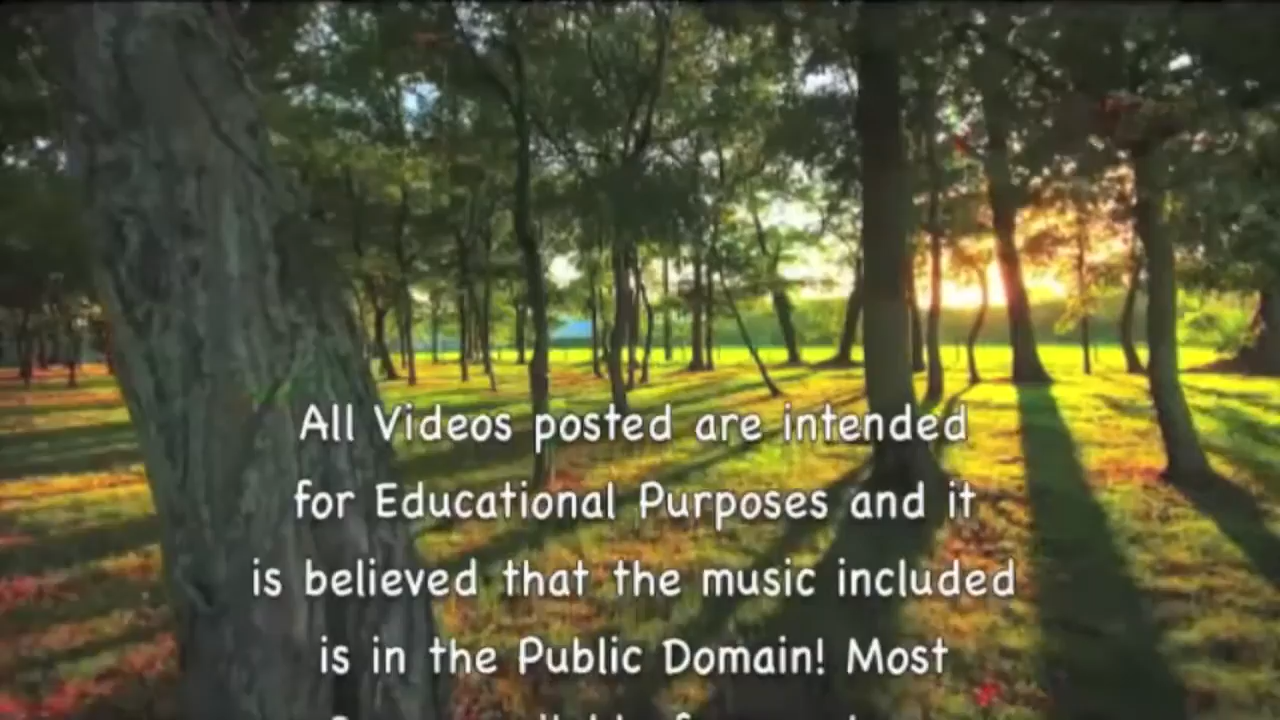 All Videos posted are intended
for Educational Purposes and it
is believed that the music included
is in the Public Domain! Most